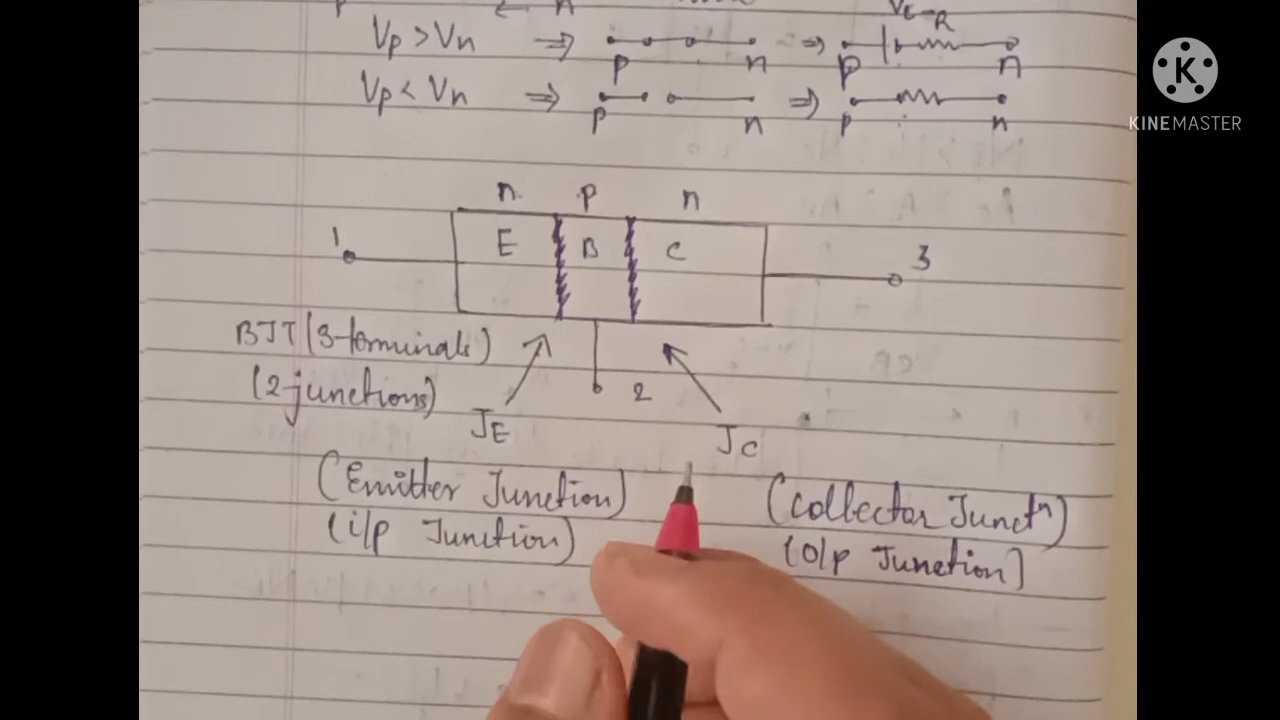 p ← n
Vp > Vn ⇒ p n ⇒ p n
Vp < Vn ⇒ p n ⇒ p n
K
KINEMASTER
n p n
1 E B C 3
BJT (3-terminals)
(2-junctions) 2
JE JC
(Emitter Junction) (Collector Junctⁿ)
(i/p Junction) (O/p Junction)